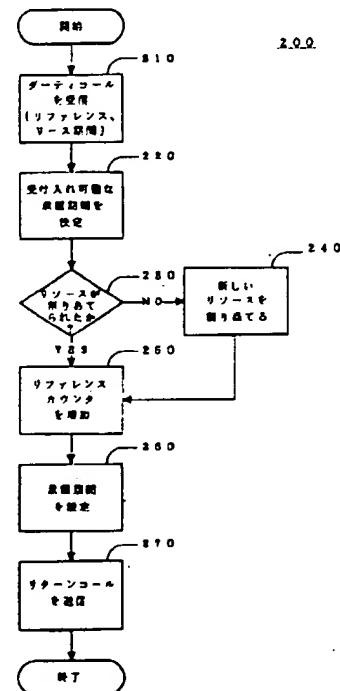 開始
200
210
ダーティコール
を受信
(リファレンス、
リース期間)
220
受付入れ可能な
期間を
決定
230
リソースが
割りあて
られたか?
NO
240
新しい
リソースを
割り当てる
YES
250
リファレンス
カウンタ
を増加
260
期間
を設定
270
リターンコール
を送信
終了